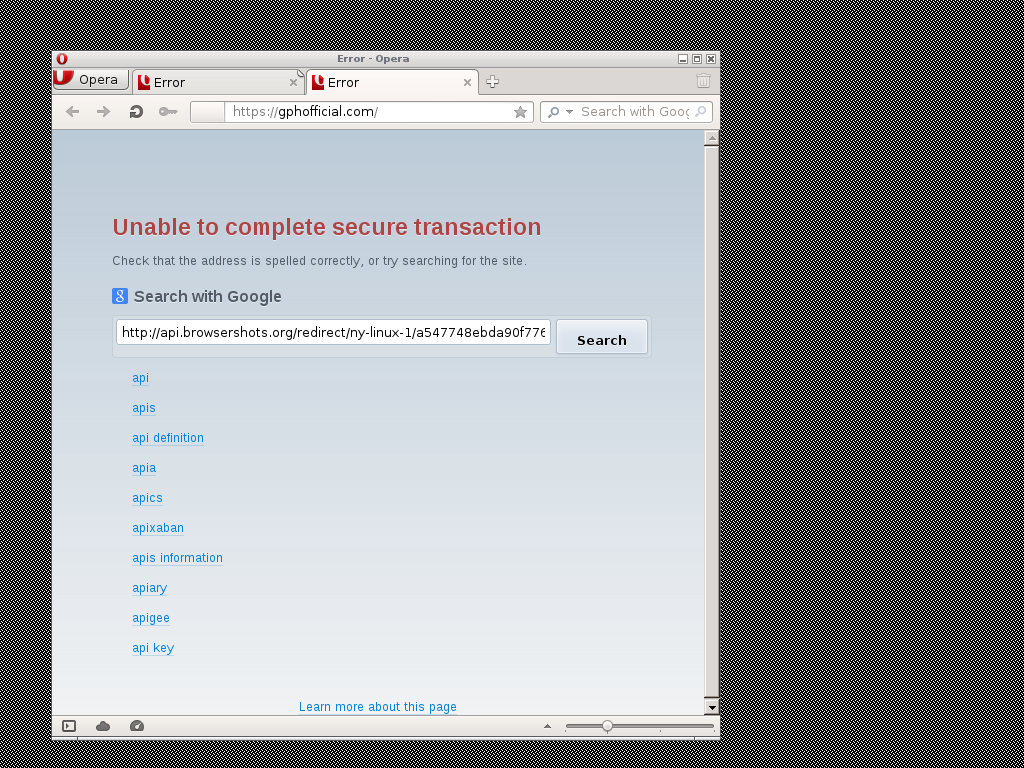 Error - Opera
Opera
Error
Error
https://gphofficial.com/
Search with Goog
Unable to complete secure transaction
Check that the address is spelled correctly, or try searching for the site.
8 Search with Google
http://api.browsershots.org/redirect/ny-linux-1/a547748ebda90f776
Search
api
apis
api definition
apia
apics
apixaban
apis information
apiary
apigee
api key
Learn more about this page